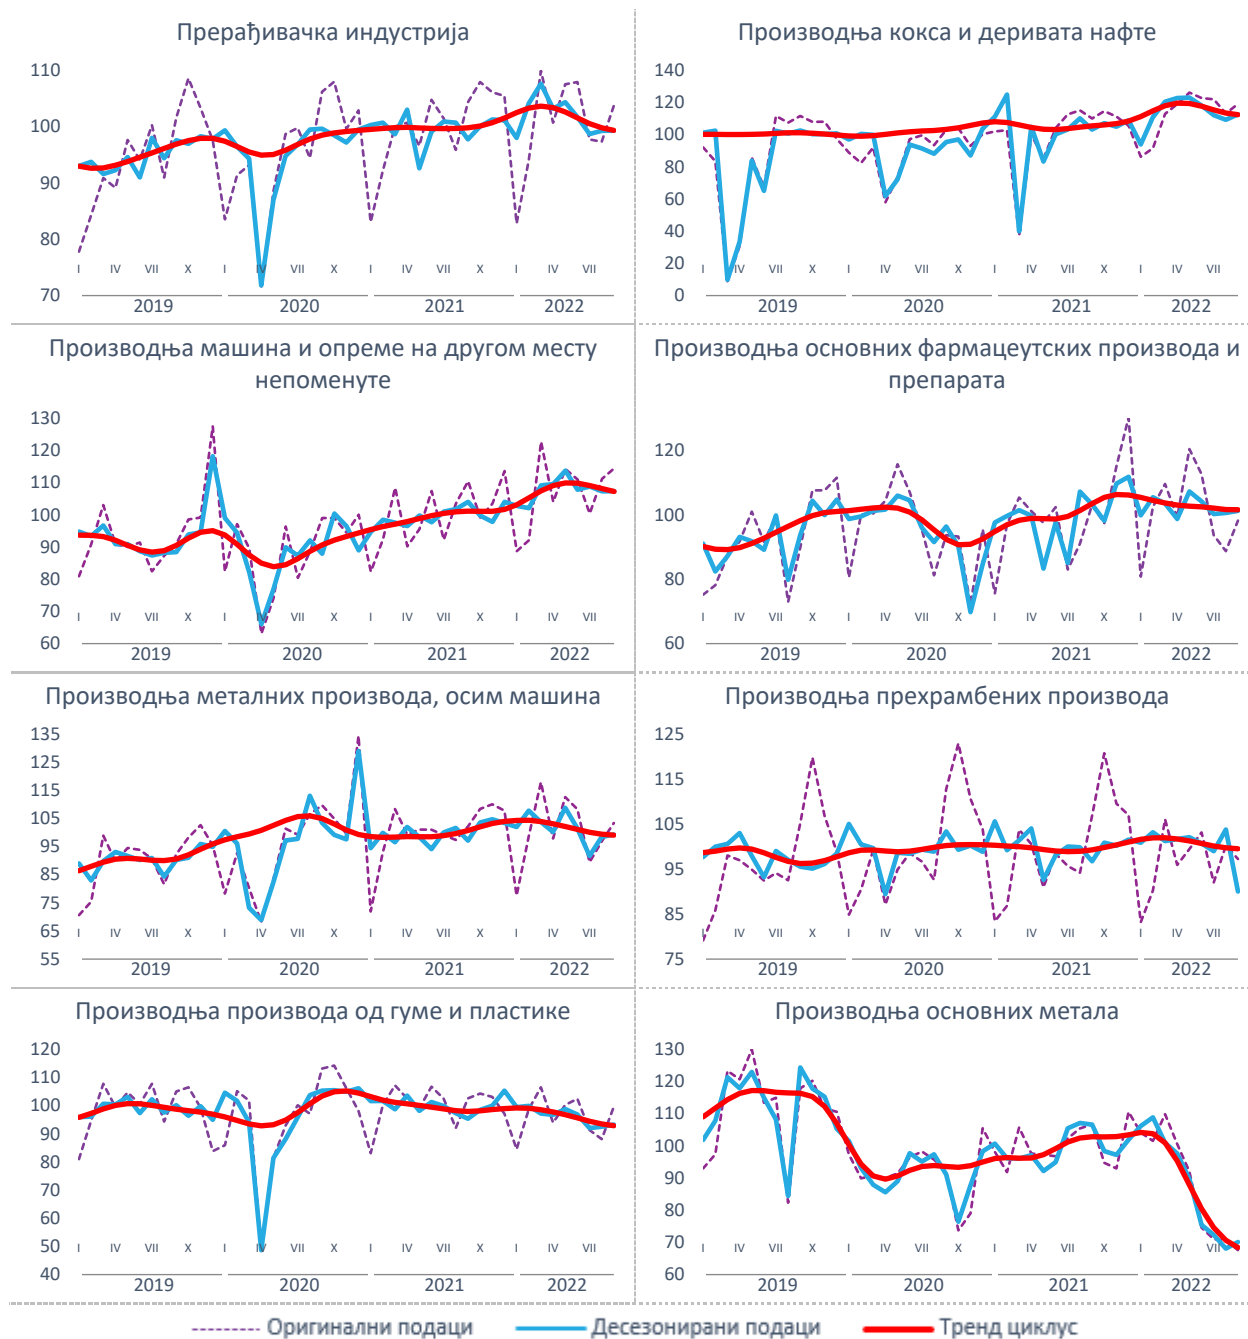 Прерађивачка индустрија
110
100
90
80
70
I IV VII X I IV VII X I IV VII X I IV VII
2019 2020 2021 2022
Производња кокса и деривата нафте
140
120
100
80
60
40
20
0
I IV VII X I IV VII X I IV VII X I IV VII
2019 2020 2021 2022
Производња машина и опреме на другом месту
непоменуте
130
120
110
100
90
80
70
60
I IV VII X I IV VII X I IV VII X I IV VII
2019 2020 2021 2022
Производња основних фармацеутских производа и
препарата
120
100
80
60
I IV VII X I IV VII X I IV VII X I IV VII
2019 2020 2021 2022
Производња металних производа, осим машина
135
125
115
105
95
85
75
65
55
I IV VII X I IV VII X I IV VII X I IV VII
2019 2020 2021 2022
Производња прехрамбених производа
125
115
105
95
85
75
I IV VII X I IV VII X I IV VII X I IV VII
2019 2020 2021 2022
Производња производа од гуме и пластике
120
110
100
90
80
70
60
50
40
I IV VII X I IV VII X I IV VII X I IV VII
2019 2020 2021 2022
Производња основних метала
130
120
110
100
90
80
70
60
I IV VII X I IV VII X I IV VII X I IV VII
2019 2020 2021 2022
Оригинални подаци Десезонирани подаци Тренд циклус